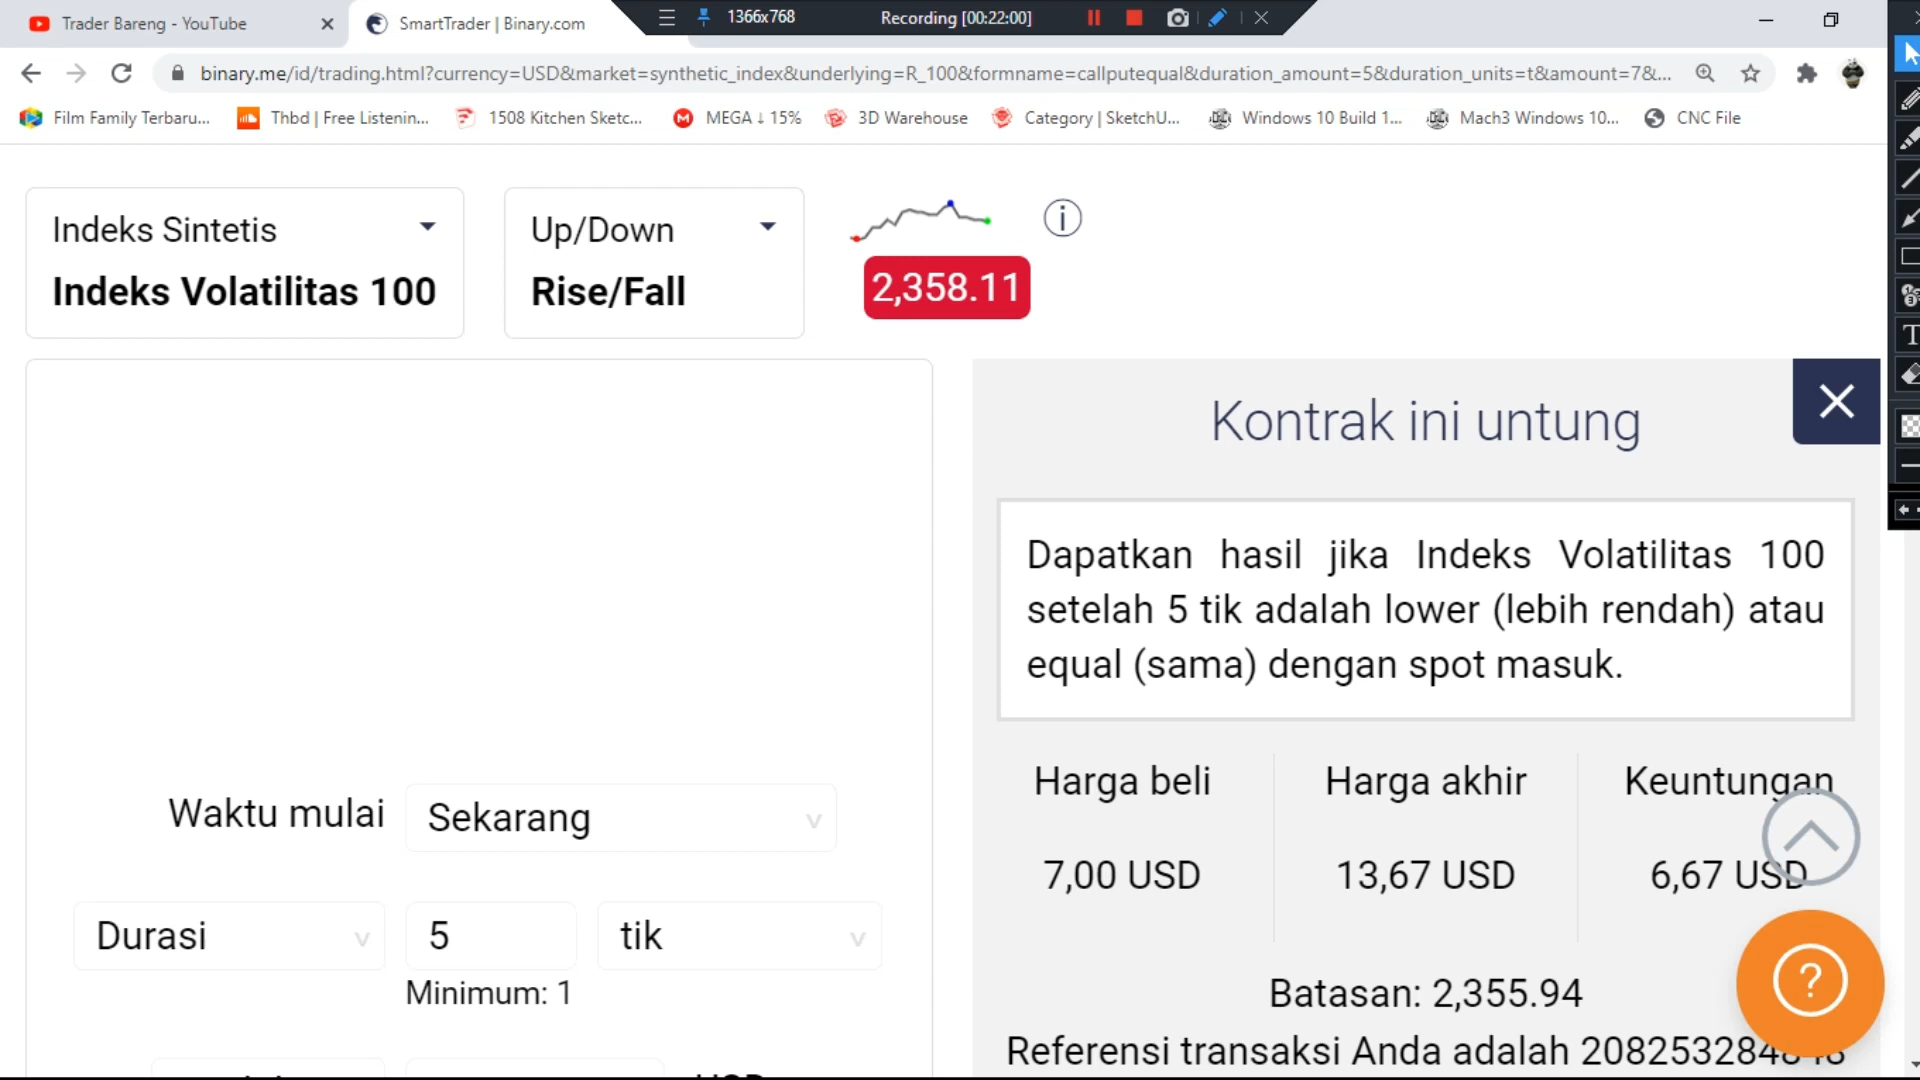 Trader Bareng - YouTube
SmartTrader | Binary.com
1366x768
Recording [00:22:00]
binary.me/id/trading.html?currency=USD&market=synthetic_index&underlying=R_100&formname=callputequal&duration_amount=5&duration_units=t&amount=7&...
Film Family Terbaru...
Thbd | Free Listenin...
1508 Kitchen Sketc...
MEGA ↓ 15%
3D Warehouse
Category | SketchU...
Windows 10 Build 1...
Mach3 Windows 10...
CNC File
Indeks Sintetis
Indeks Volatilitas 100
Up/Down
Rise/Fall
2,358.11
Kontrak ini untung
Dapatkan hasil jika Indeks Volatilitas 100
setelah 5 tik adalah lower (lebih rendah) atau
equal (sama) dengan spot masuk.
Harga beli
Harga akhir
Keuntungan
7,00 USD
13,67 USD
6,67 USD
Batasan: 2,355.94
Referensi transaksi Anda adalah
Waktu mulai
Sekarang
Durasi
5
tik
Minimum: 1